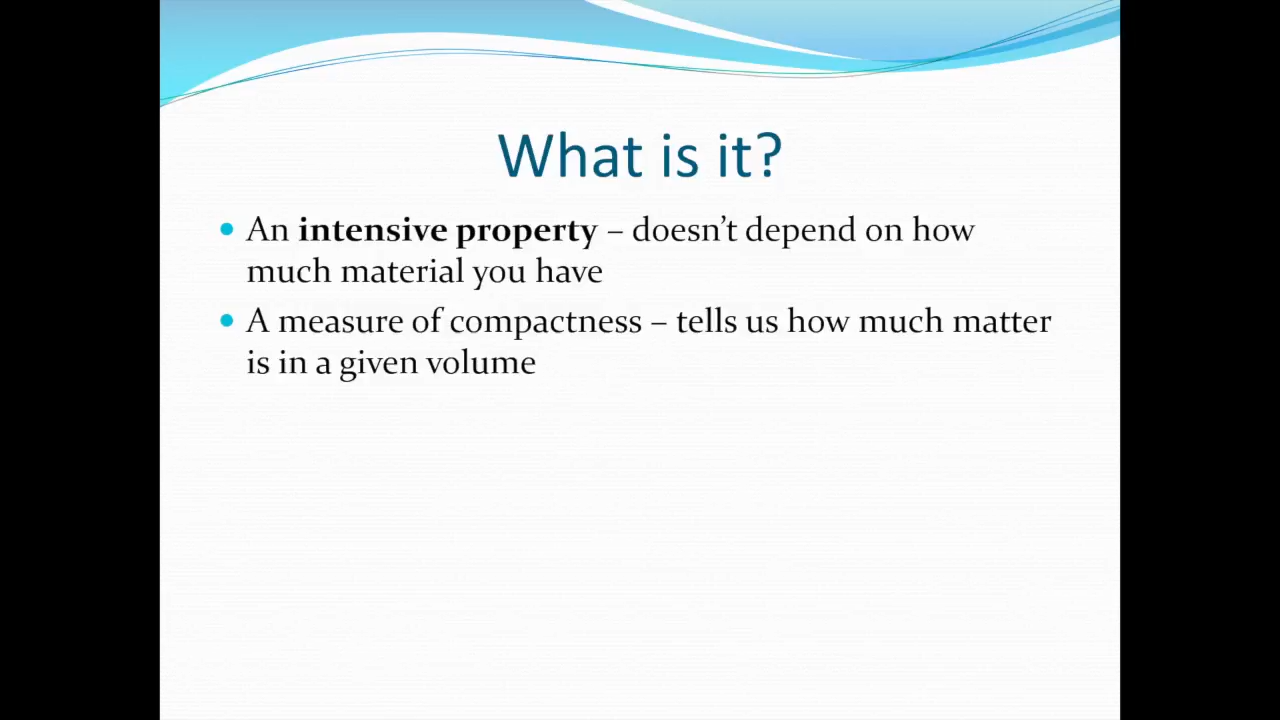 What is it?
• An intensive property – doesn’t depend on how
much material you have
• A measure of compactness – tells us how much matter
is in a given volume